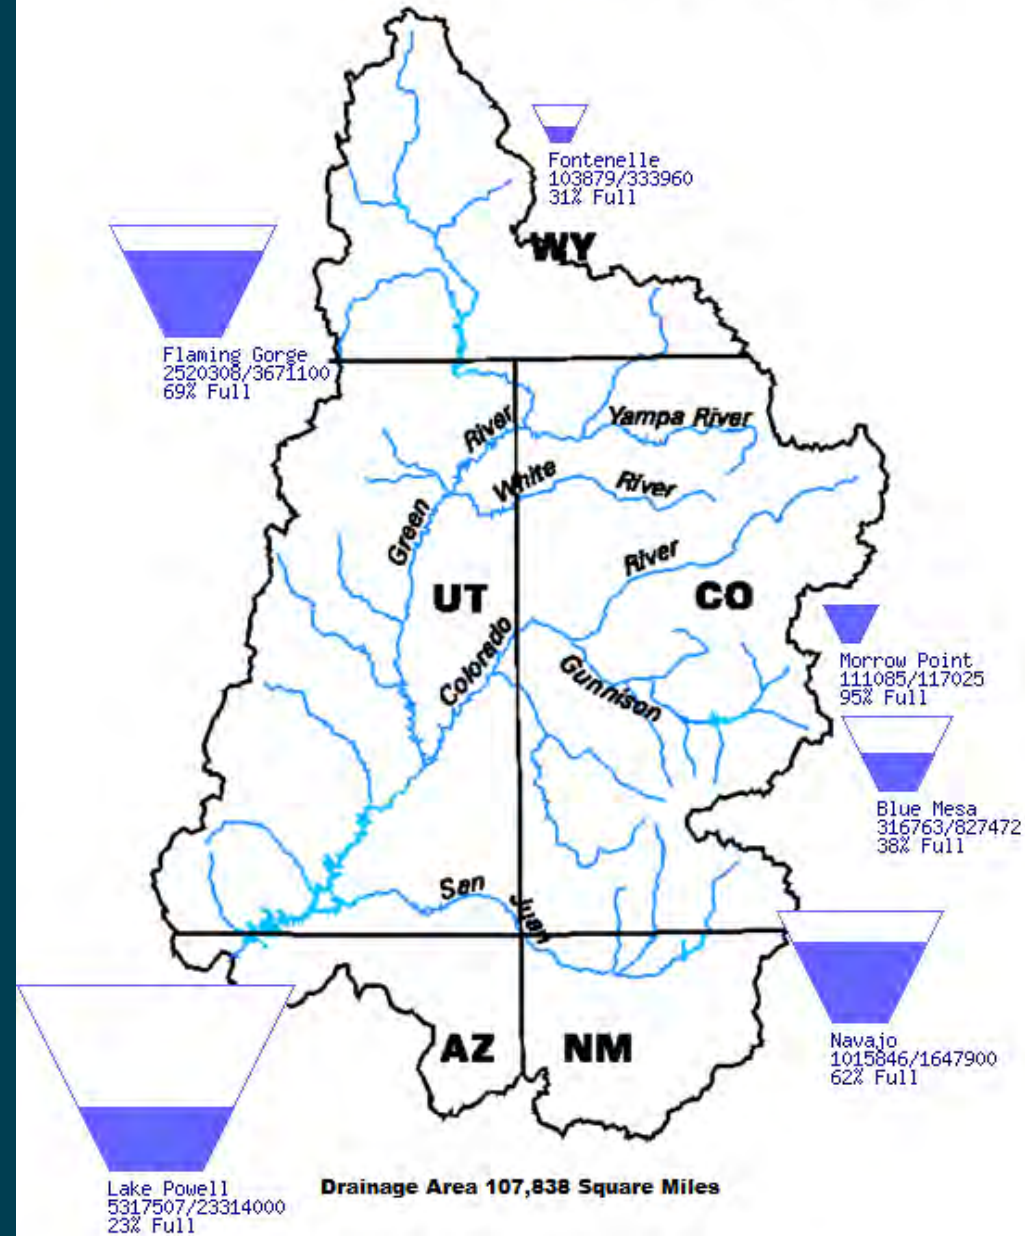 Fontenelle
103879/333960
31% Full
WY
Flaming Gorge
2520308/3671100
69% Full
Yampa River
River
White
River
Green
River
UT
CO
Colorado
Gunnison
Morrow Point
111085/117025
95% Full
Blue Mesa
316763/827472
38% Full
San
Juan
AZ
NM
Navajo
1015846/1647900
62% Full
Lake Powell
5317507/23314000
23% Full
Drainage Area 107,838 Square Miles